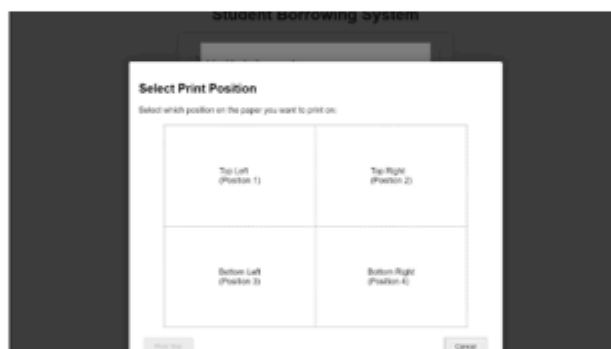 Student Borrowing System
Select Print Position
Select which position on the paper you want to print on:
Top Left
(Position 1)
Top Right
(Position 2)
Bottom Left
(Position 3)
Bottom Right
(Position 4)
Cancel